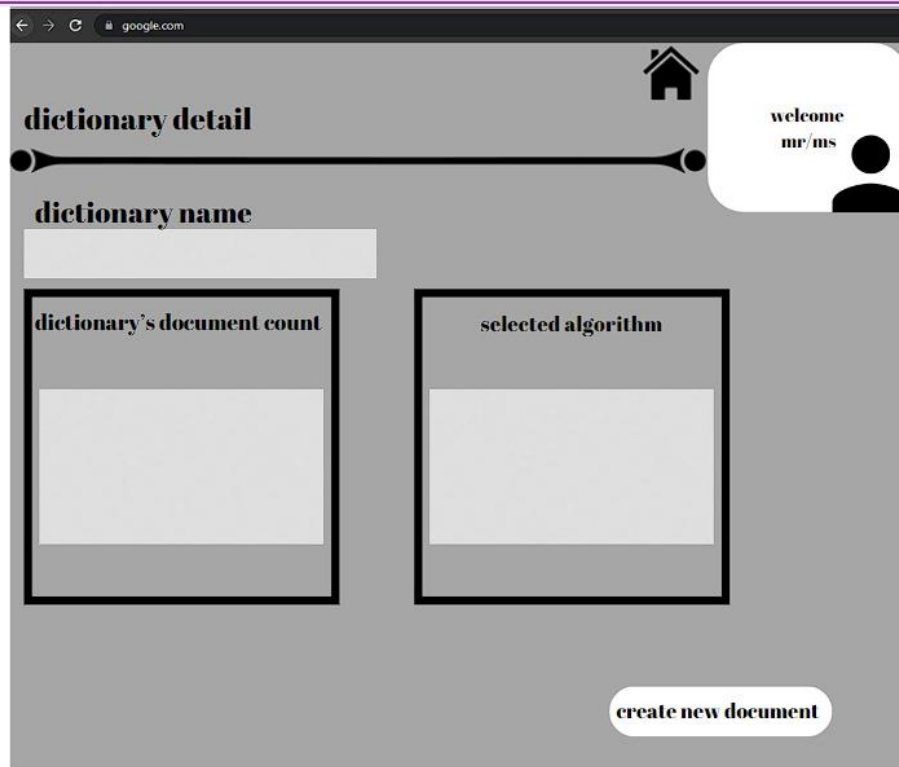 google.com
welcome
mr/ms
dictionary detail
dictionary name
dictionary's document count
selected algorithm
create new document